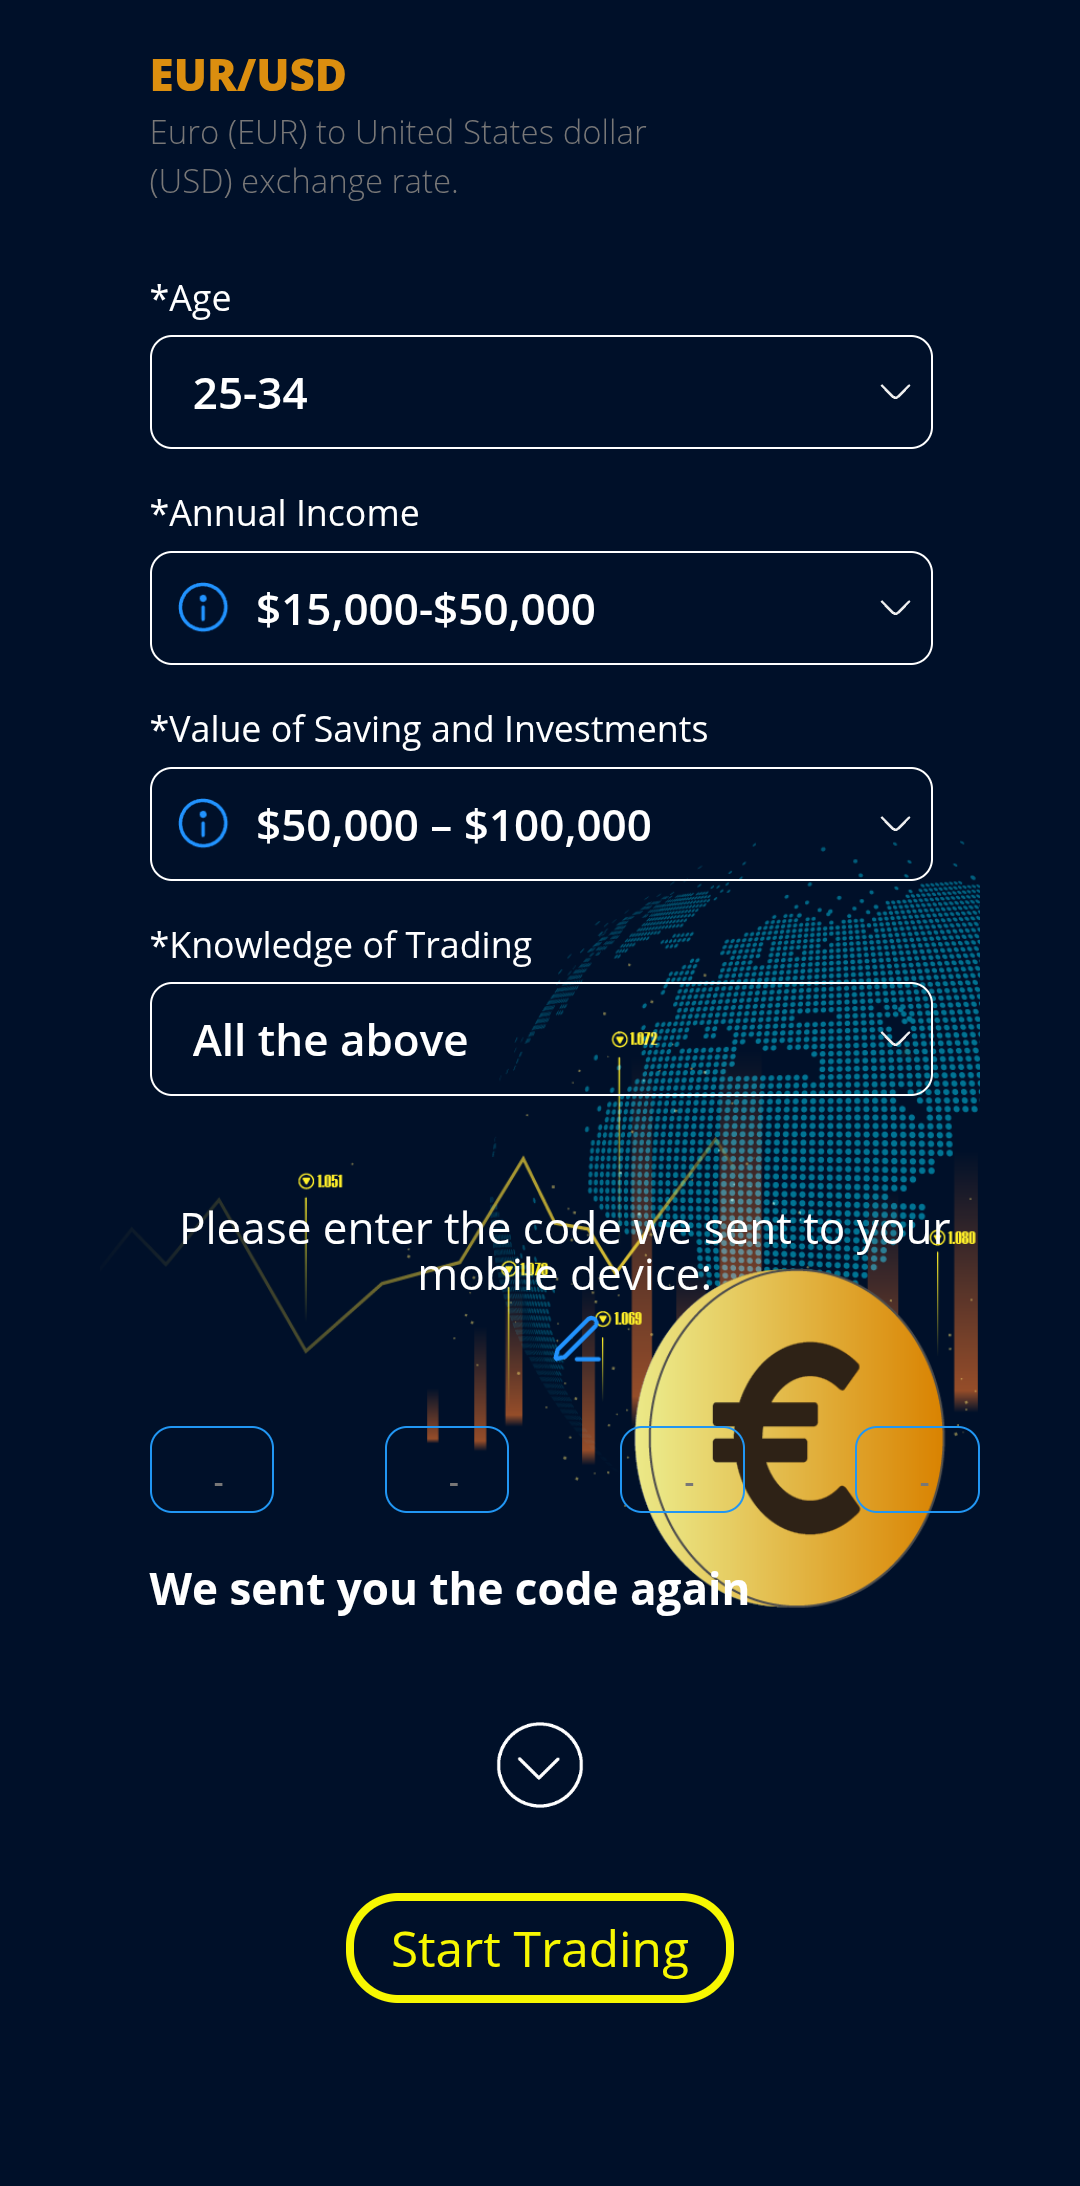 EUR/USD
Euro (EUR) to United States dollar
(USD) exchange rate.
*Age
25-34
*Annual Income
$15,000-$50,000
*Value of Saving and Investments
$50,000 – $100,000
*Knowledge of Trading
All the above
1.072
1.051
Please enter the code we sent to your
1.080
mobile device:
1.069
- - - -
We sent you the code again
Start Trading